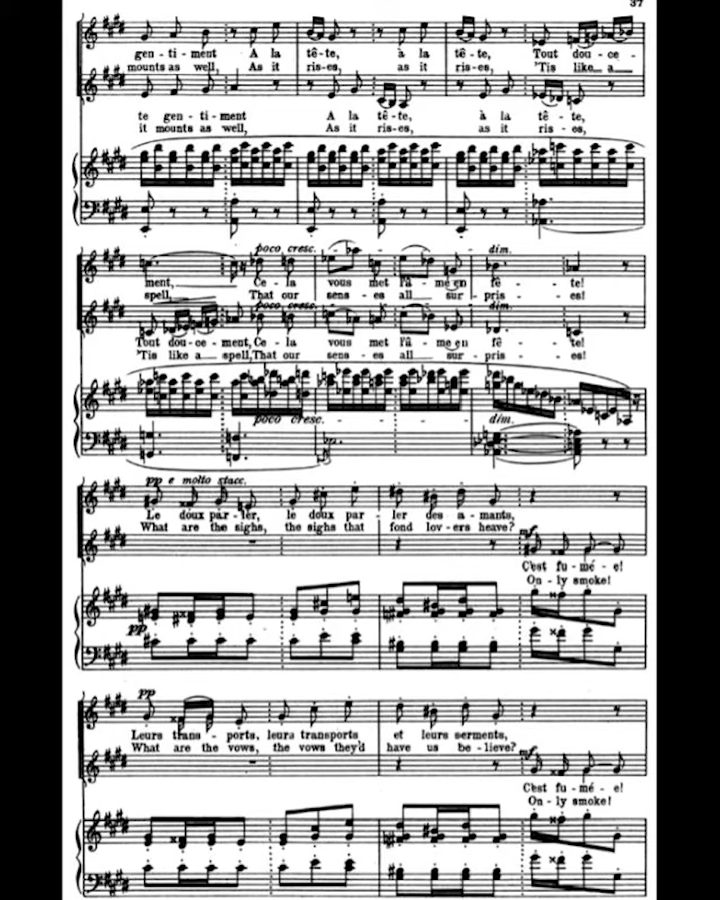 37
gen - ti - ment A la tê - te, à la tê - te, Tout dou - ce -
mounts as well, As it ris - es, as it ris - es, 'Tis like a
te gen - ti - ment A la tê - te, à la tê - te,
it mounts as well, As it ris - es, as it ris - es,
poco cresc. dim.
ment, Ce - la vous met l'â - me en fê - te!
spell, That our sens - es all sur - pris - es!
poco cresc. dim.
Tout dou - ce - ment, Ce - la vous met l'â - me en fê - te!
'Tis like a spell, That our sens - es all sur - pris - es!
poco cresc. - - - dim.
pp e molto stacc.
Le doux par - ler, le doux par - ler des a - mants,
What are the sighs, the sighs that fond lov - ers heave?
mf
C'est fu - mé - e!
On - ly smoke!
pp
pp
Leurs trans - ports, leurs transports et leurs serments,
What are the vows, the vows they'd have us be - lieve?
mf
C'est fu - mé - e!
On - ly smoke!